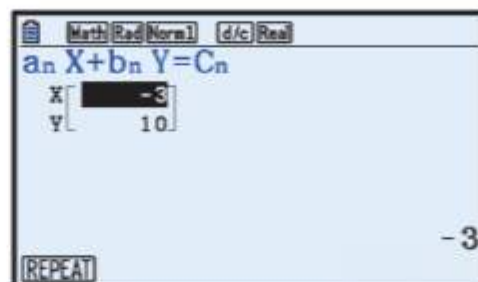 Math Rad Norm1 d/c Real
an X+bn Y=Cn
X -3
Y 10
-3
REPEAT